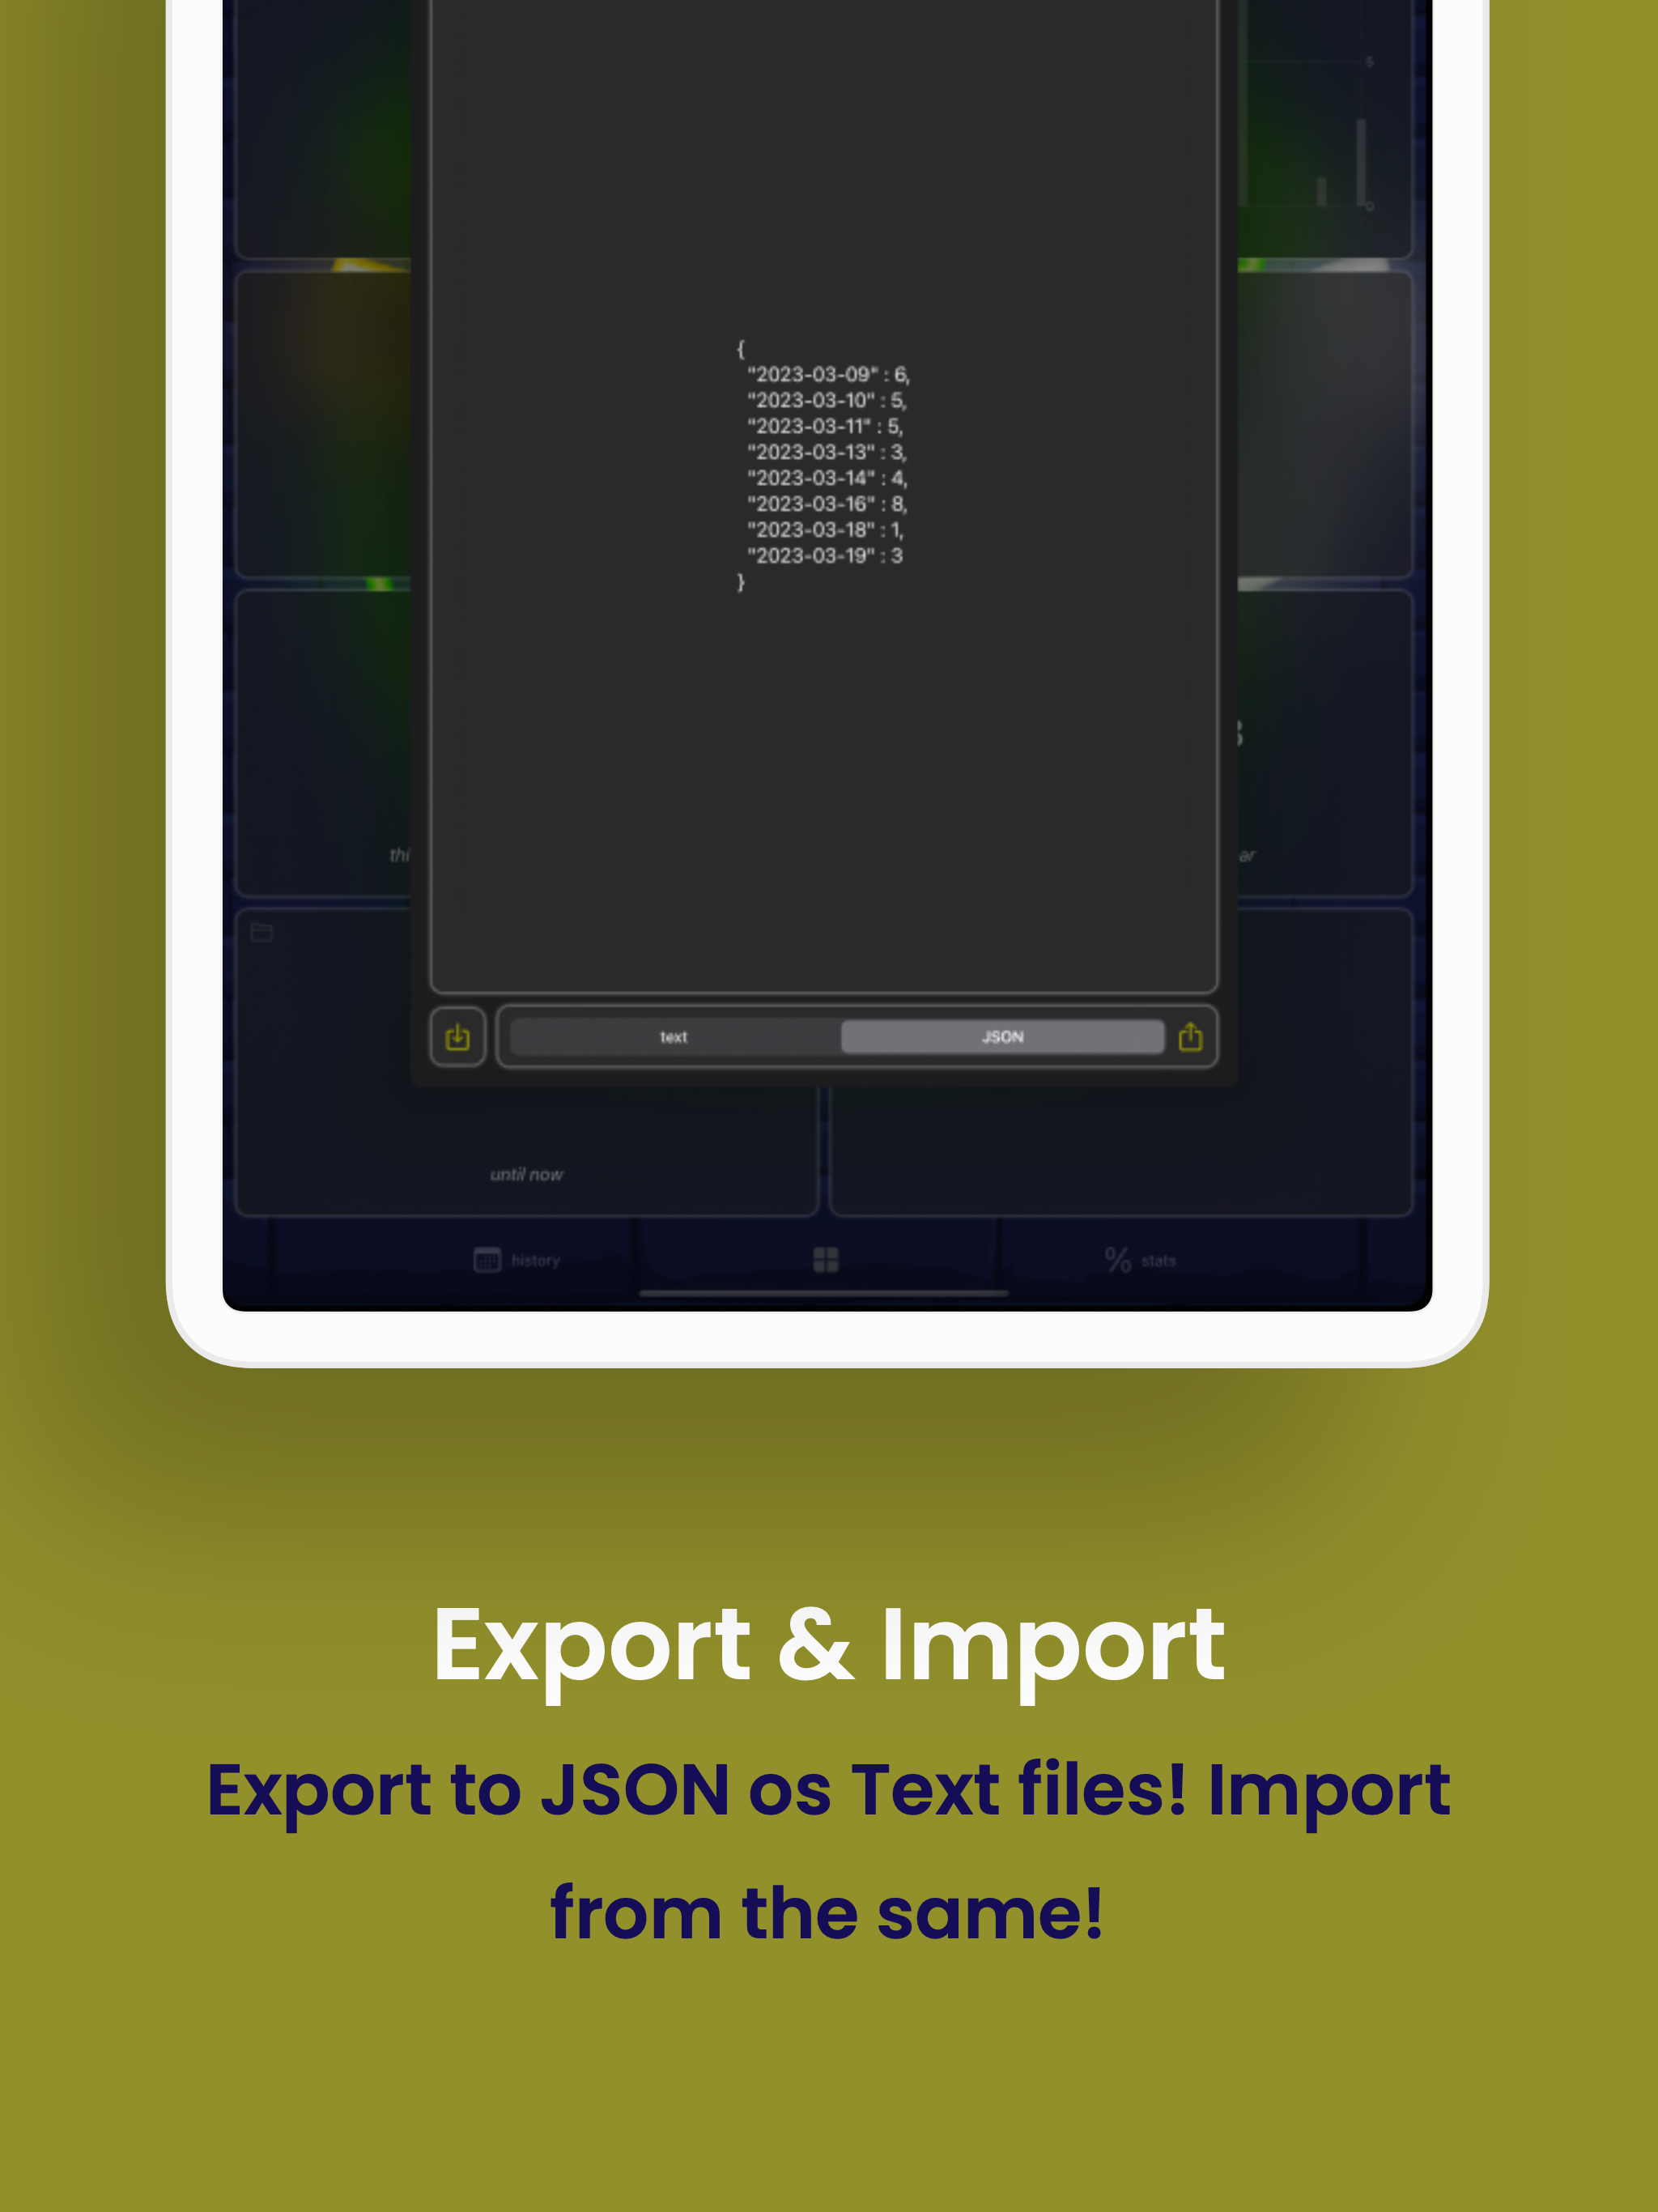 5
0
{
"2023-03-09" : 6,
"2023-03-10" : 5,
"2023-03-11" : 5,
"2023-03-13" : 3,
"2023-03-14" : 4,
"2023-03-16" : 8,
"2023-03-18" : 1,
"2023-03-19" : 3
}
text JSON
until now
history % stats
Export & Import
Export to JSON os Text files! Import
from the same!